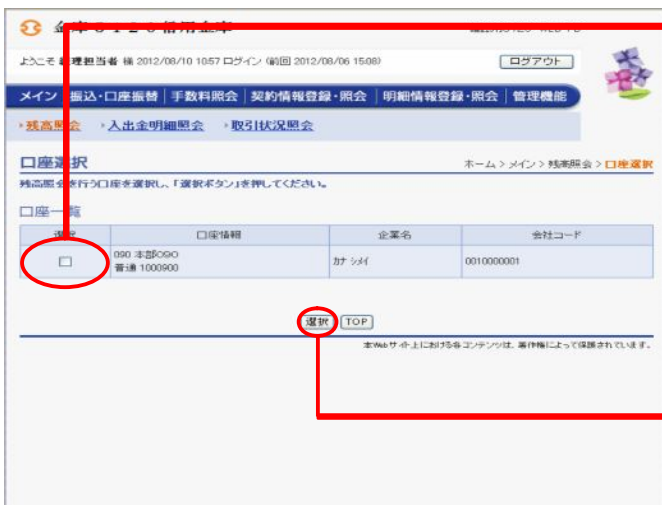 ようこそ 経理担当者 様 2012/08/10 10:57 ログイン (前回 2012/08/06 15:08)
ログアウト
メイン 振込・口座振替 手数料照会 契約情報登録・照会 明細情報登録・照会 管理機能
残高照会 入出金明細照会 取引状況照会
口座選択
ホーム > メイン > 残高照会 > 口座選択
残高照会を行う口座を選択し、「選択ボタン」を押してください。
口座一覧
選択 口座情報 企業名 会社コード
090 本部090
普通 1000900
カナ シメイ
0010000001
選択 TOP
本Webサイト上における各コンテンツは、著作権によって保護されています。